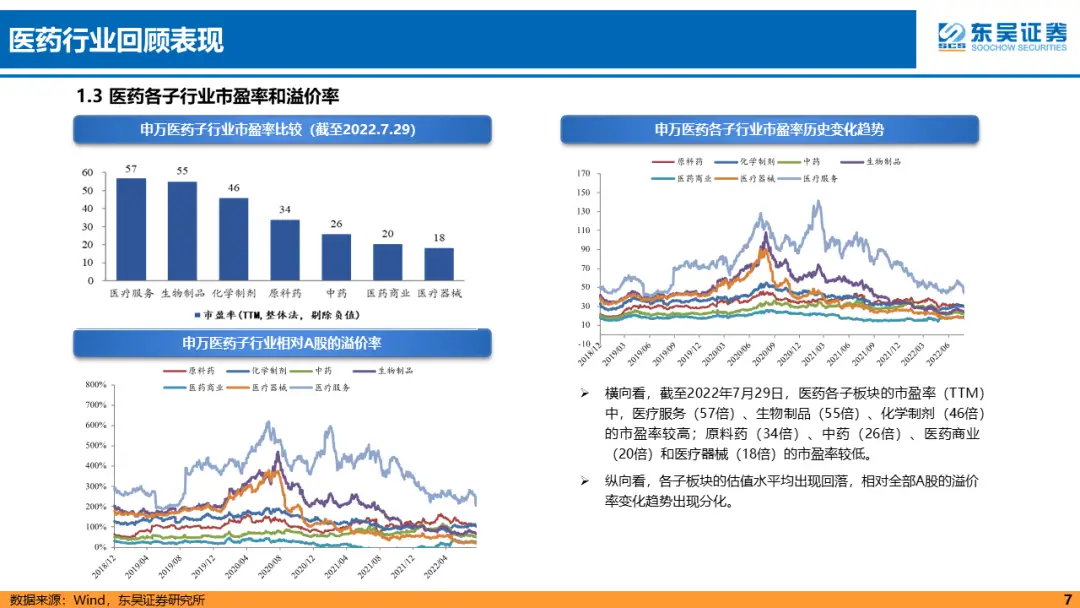 医药行业回顾表现
东吴证券
SCS SOOCHOW SECURITIES
1.3 医药各子行业市盈率和溢价率
申万医药子行业市盈率比较（截至2022.7.29）
60
50
40
30
20
10
0
57
55
46
34
26
20
18
医疗服务 生物制品 化学制剂 原料药 中药 医药商业 医疗器械
■市盈率(TTM,整体法, 剔除负值)
申万医药子行业相对A股的溢价率
原料药 化学制剂 中药 生物制品
医药商业 医疗器械 医疗服务
800%
700%
600%
500%
400%
300%
200%
100%
0%
2018/12 2019/04 2019/08 2019/12 2020/04 2020/08 2020/12 2021/04 2021/08 2021/12 2022/04
申万医药各子行业市盈率历史变化趋势
原料药 化学制剂 中药 生物制品
医药商业 医疗器械 医疗服务
170
150
130
110
90
70
50
30
10
-10
2018/12 2019/03 2019/06 2019/09 2019/12 2020/03 2020/06 2020/09 2020/12 2021/03 2021/06 2021/09 2021/12 2022/03 2022/06
➢ 横向看，截至2022年7月29日，医药各子板块的市盈率（TTM）
中，医疗服务（57倍）、生物制品（55倍）、化学制剂（46倍）
的市盈率较高；原料药（34倍）、中药（26倍）、医药商业
（20倍）和医疗器械（18倍）的市盈率较低。
➢ 纵向看，各子板块的估值水平均出现回落，相对全部A股的溢价
率变化趋势出现分化。
数据来源：Wind，东吴证券研究所
7